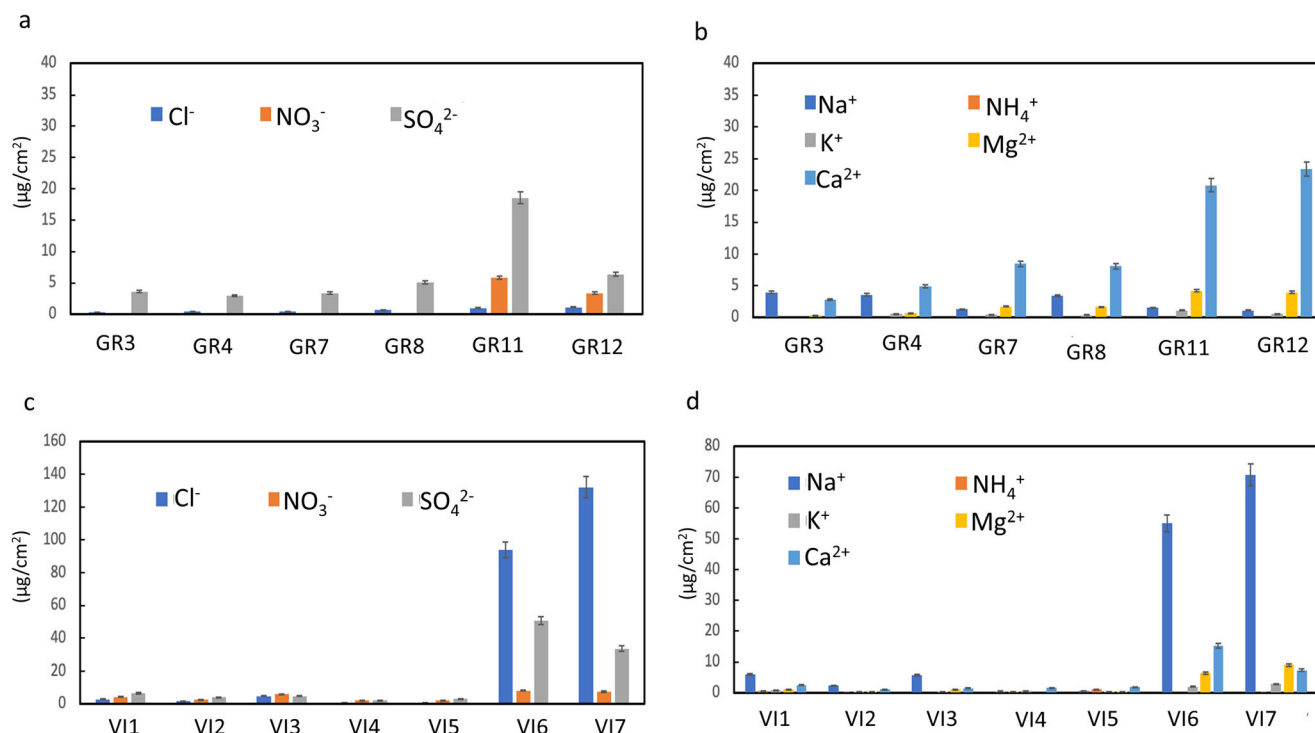 a
40
35
30
25
20
15
10
5
0
(µg/cm²)
Cl⁻ NO₃⁻ SO₄²⁻
GR3 GR4 GR7 GR8 GR11 GR12
b
40
35
30
25
20
15
10
5
0
(µg/cm²)
Na⁺ NH₄⁺
K⁺ Mg²⁺
Ca²⁺
GR3 GR4 GR7 GR8 GR11 GR12
c
160
140
120
100
80
60
40
20
0
(µg/cm²)
Cl⁻ NO₃⁻ SO₄²⁻
VI1 VI2 VI3 VI4 VI5 VI6 VI7
d
80
70
60
50
40
30
20
10
0
(µg/cm²)
Na⁺ NH₄⁺
K⁺ Mg²⁺
Ca²⁺
VI1 VI2 VI3 VI4 VI5 VI6 VI7